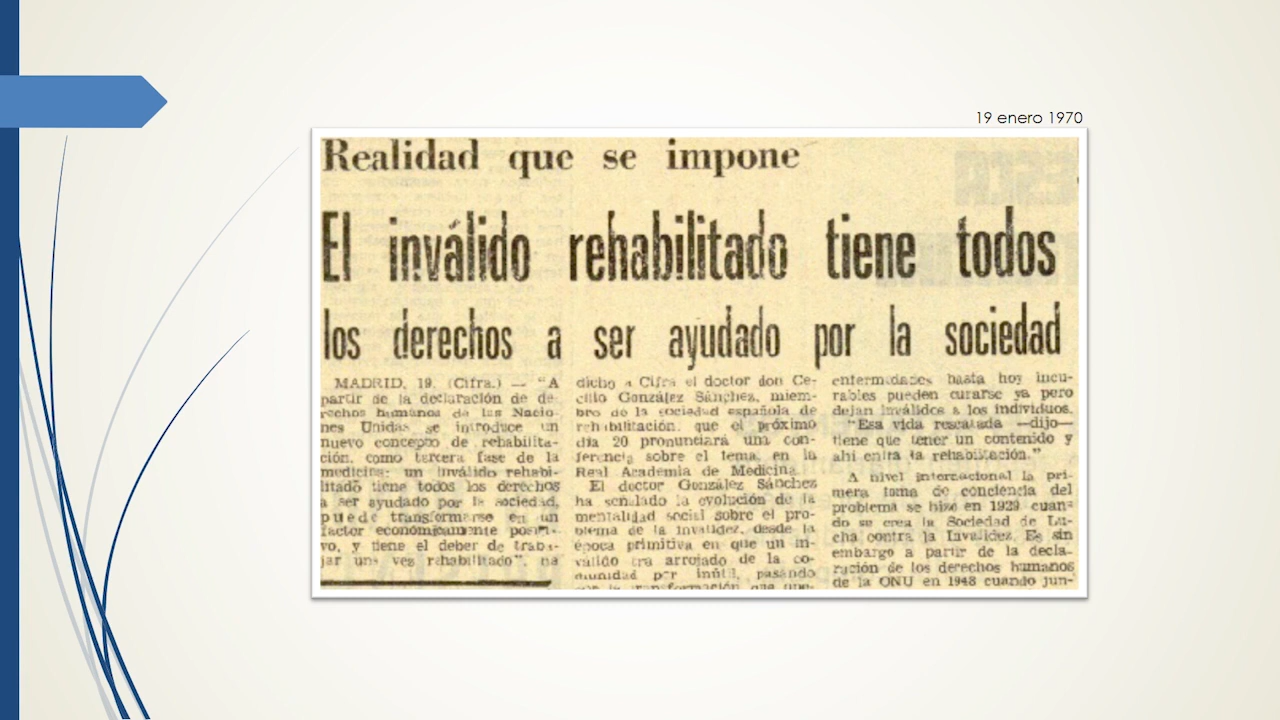 19 enero 1970
Realidad que se impone
El inválido rehabilitado tiene todos
los derechos a ser ayudado por la sociedad
MADRID, 19. (Cifra.) — "A
partir de la declaración de de-
rechos humanos de las Nacio-
nes Unidas se introduce un
nuevo concepto de rehabilita-
ción, como tercera fase de la
medicina: un inválido rehabi-
litado tiene todos los derechos
a ser ayudado por la sociedad,
puede transformarse en un
factor económicamente positi-
vo, y tiene el deber de traba-
jar una vez rehabilitado" ha
dicho a Cifra el doctor don Ce-
cilio González Sánchez, miem-
bro de la sociedad española de
rehabilitación, que el próximo
día 20 pronunciará una con-
ferencia sobre el tema, en la
Real Academia de Medicina.
El doctor González Sánchez
ha señalado la evolución de la
mentalidad social sobre el pro-
blema de la invalidez, desde la
época primitiva en que un in-
válido era arrojado de la co-
munidad por inútil, pasando
por la transformación que
enfermedades hasta hoy incu-
rables pueden curarse ya pero
dejan inválidos a los individuos.
"Esa vida rescatada —dijo—
tiene que tener un contenido y
ahí entra la rehabilitación."
A nivel internacional la pri-
mera toma de conciencia del
problema se hizo en 1929 cuan-
do se crea la Sociedad de Lu-
cha contra la Invalidez. Es sin
embargo a partir de la decla-
ración de los derechos humanos
de la ONU en 1948 cuando jun-